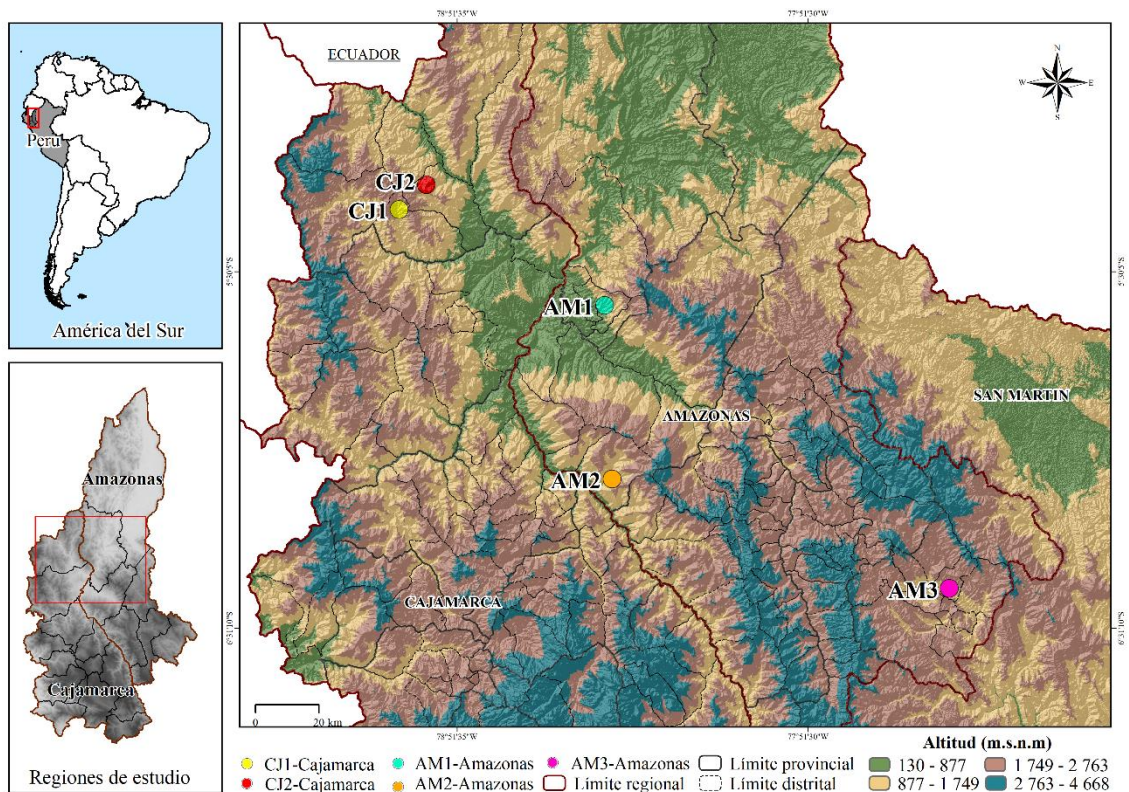 Perú
América del Sur
Amazonas
Cajamarca
Regiones de estudio
78°51'35"W
77°51'30"W
ECUADOR
N
W
E
S
CJ2
CJ1
5°30'5"S
5°30'5"S
AM1
SAN MARTIN
AMAZONAS
AM2
AM3
CAJAMARCA
6°31'10"S
6°31'10"S
0
20 km
78°51'35"W
77°51'30"W
CJ1-Cajamarca
AM1-Amazonas
AM3-Amazonas
Límite provincial
CJ2-Cajamarca
AM2-Amazonas
Límite regional
Límite distrital
Altitud (m.s.n.m)
130 - 877
1 749 - 2 763
877 - 1 749
2 763 - 4 668